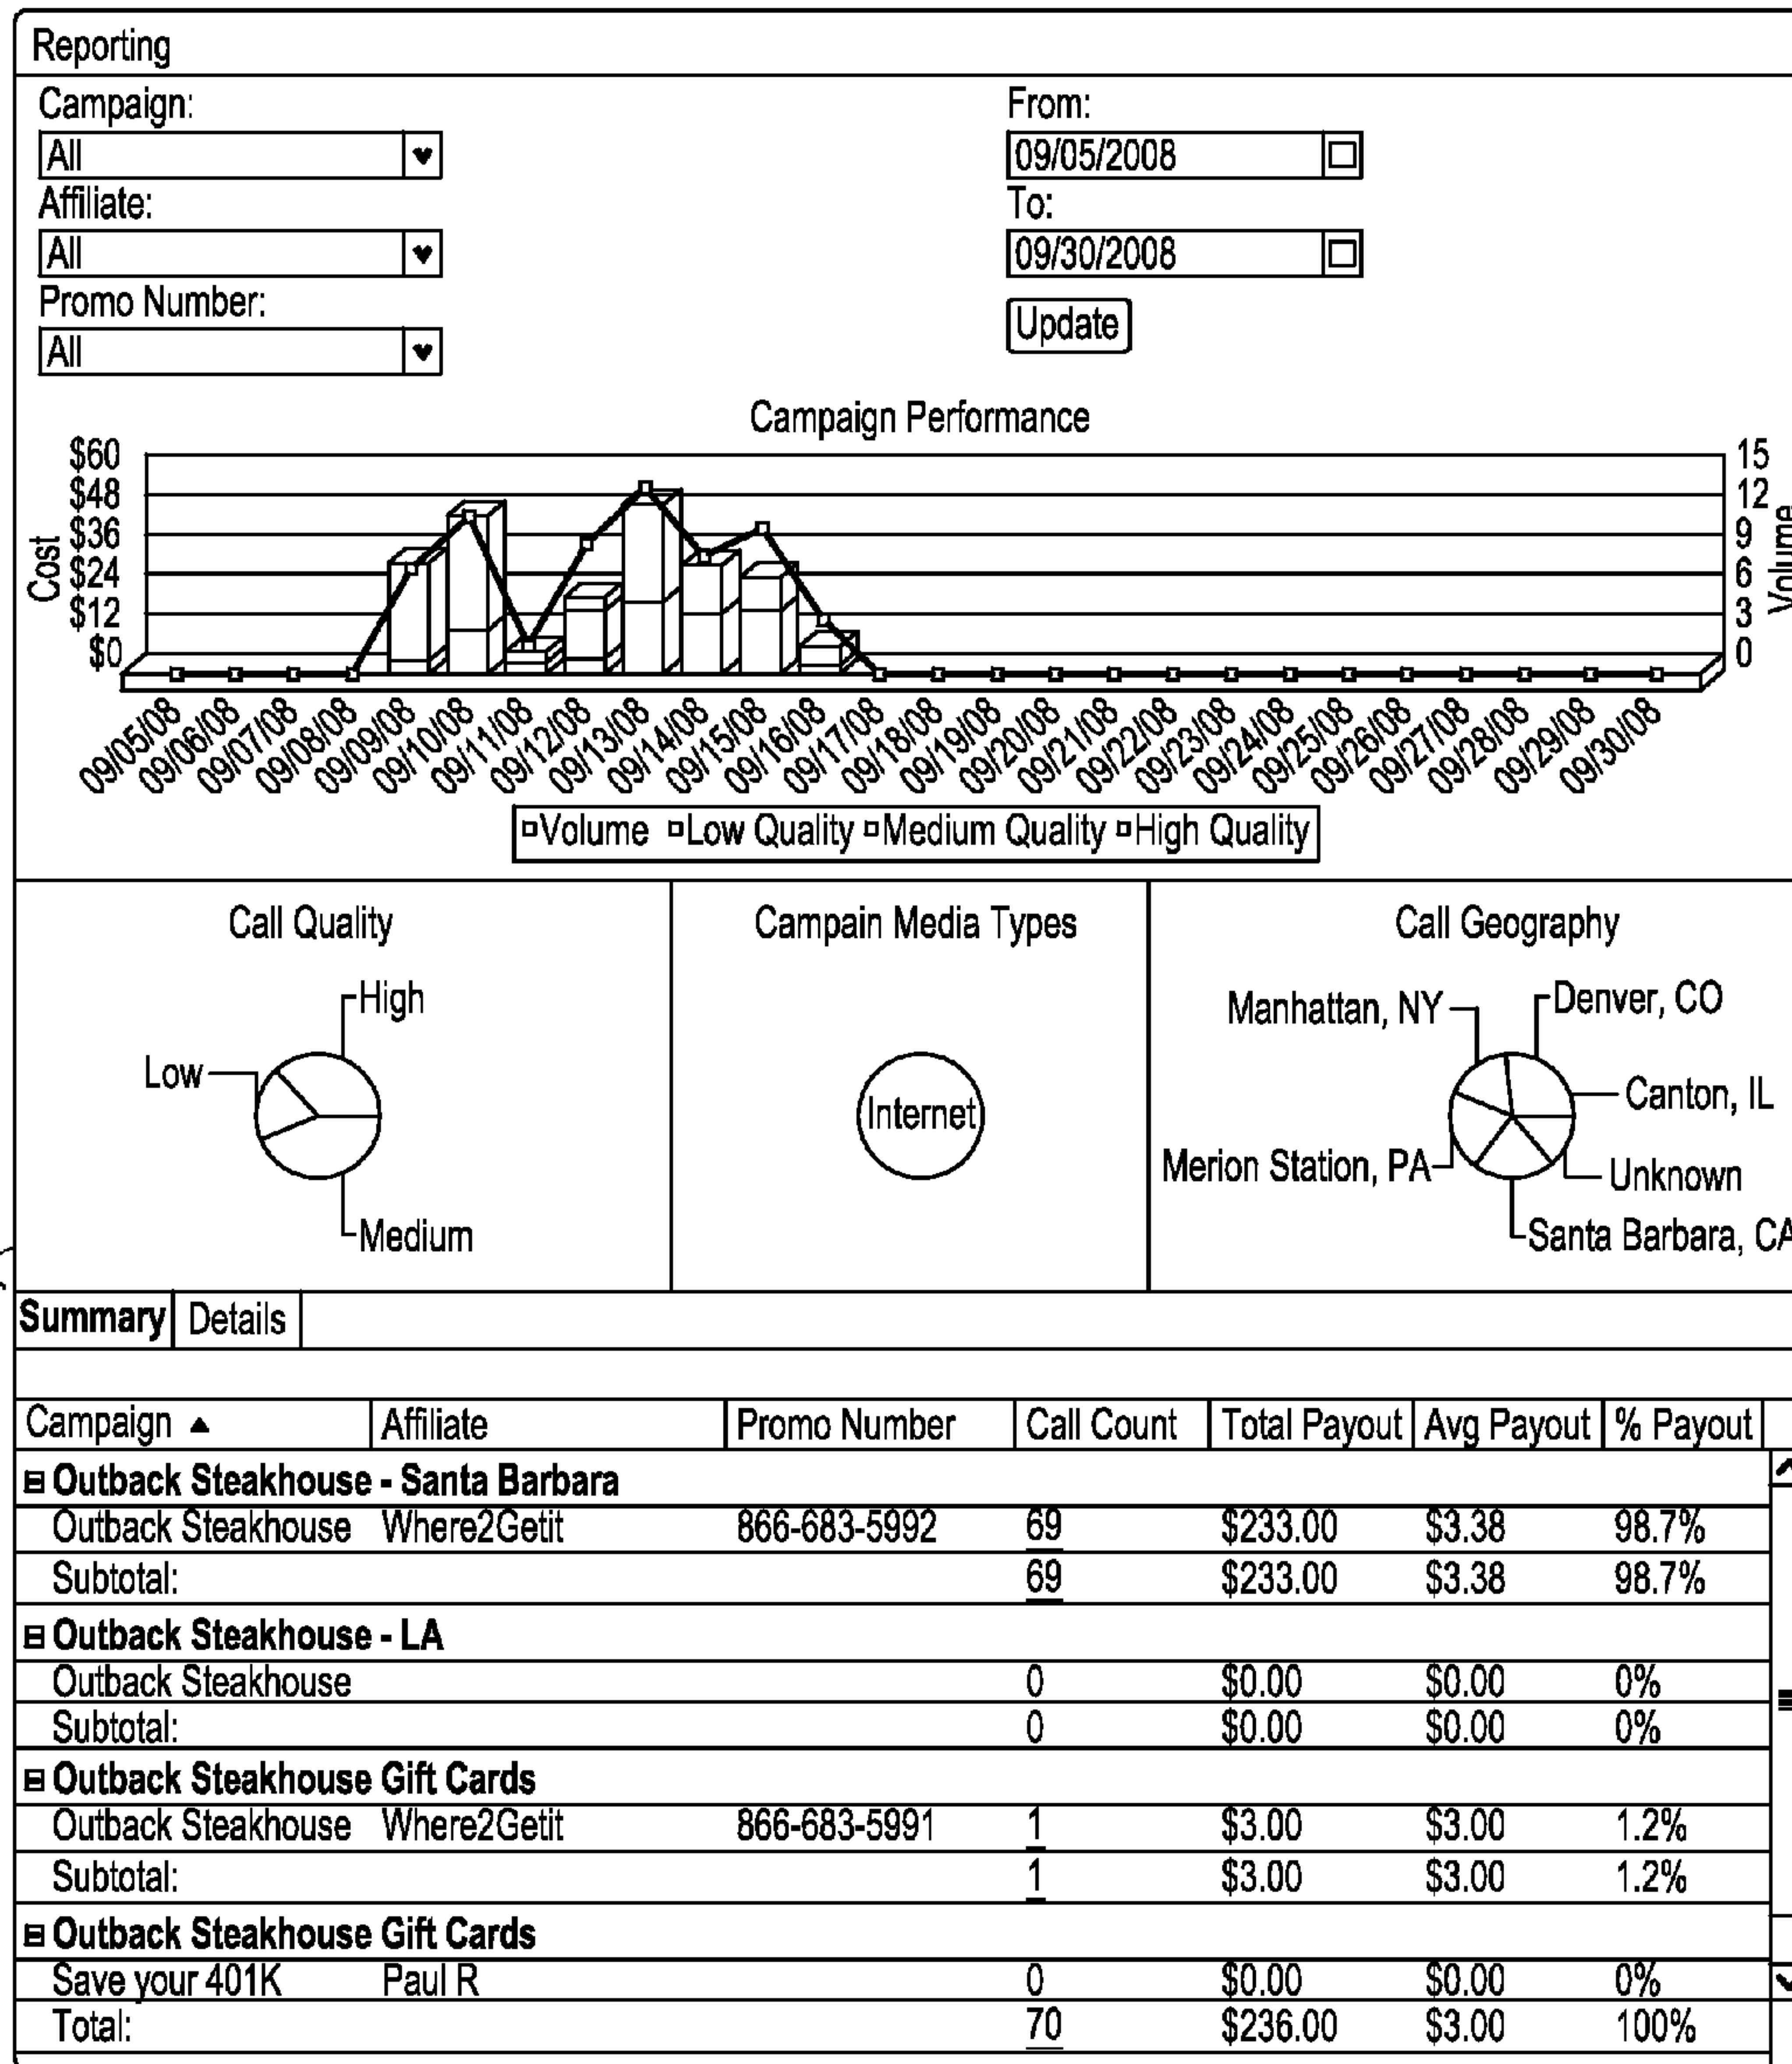 Reporting
Campaign:
All
Affiliate:
All
Promo Number:
All
From:
09/05/2008
To:
09/30/2008
Update
Campaign Performance
Cost
$60
$48
$36
$24
$12
$0
15
12
9
6
3
0
Volume
09/05/08
09/06/08
09/07/08
09/08/08
09/09/08
09/10/08
09/11/08
09/12/08
09/13/08
09/14/08
09/15/08
09/16/08
09/17/08
09/18/08
09/19/08
09/20/08
09/21/08
09/22/08
09/23/08
09/24/08
09/25/08
09/26/08
09/27/08
09/28/08
09/29/08
09/30/08
Volume Low Quality Medium Quality High Quality
Call Quality
High
Low
Medium
Campain Media Types
Internet
Call Geography
Manhattan, NY
Denver, CO
Canton, IL
Merion Station, PA
Unknown
Santa Barbara, CA
Summary Details
Campaign ▲ Affiliate Promo Number Call Count Total Payout Avg Payout % Payout
Outback Steakhouse - Santa Barbara
Outback Steakhouse Where2Getit 866-683-5992 69 $233.00 $3.38 98.7%
Subtotal: 69 $233.00 $3.38 98.7%
Outback Steakhouse - LA
Outback Steakhouse 0 $0.00 $0.00 0%
Subtotal: 0 $0.00 $0.00 0%
Outback Steakhouse Gift Cards
Outback Steakhouse Where2Getit 866-683-5991 1 $3.00 $3.00 1.2%
Subtotal: 1 $3.00 $3.00 1.2%
Outback Steakhouse Gift Cards
Save your 401K Paul R 0 $0.00 $0.00 0%
Total: 70 $236.00 $3.00 100%